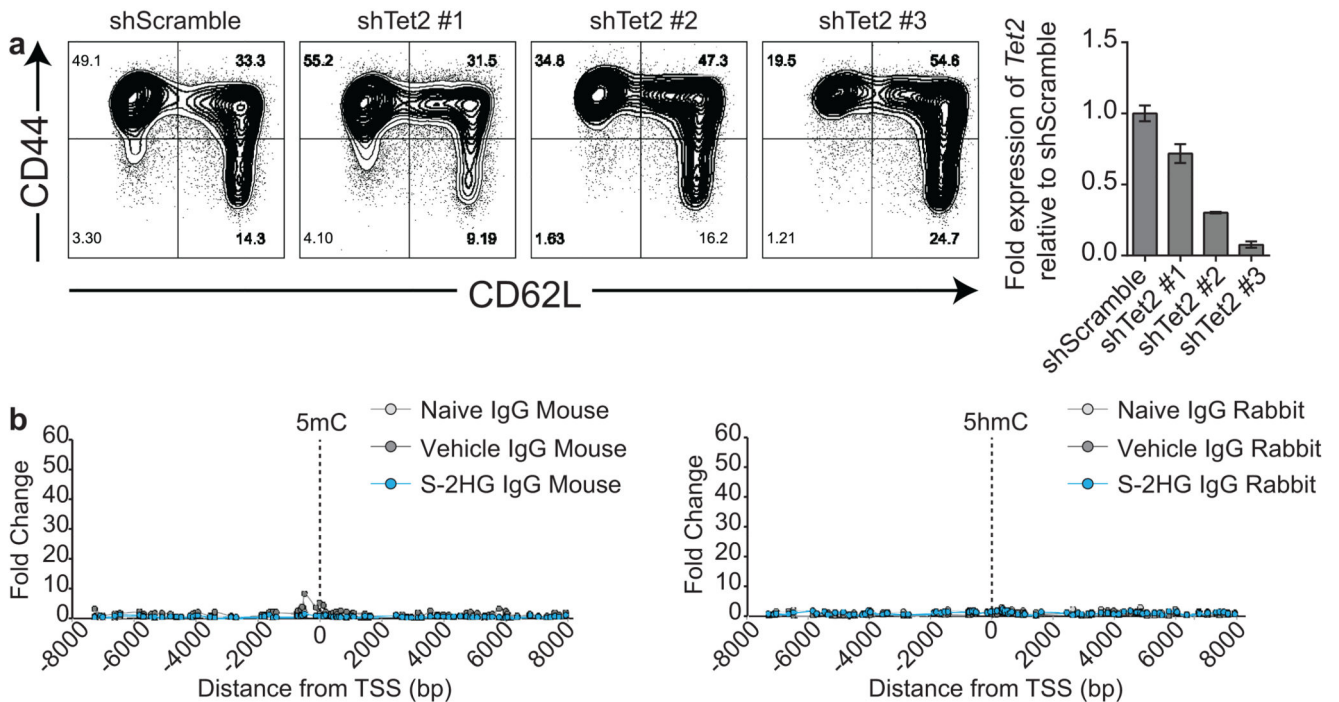 a
shScramble
shTet2 #1
shTet2 #2
shTet2 #3
CD44
49.1
33.3
3.30
14.3
55.2
31.5
4.10
9.19
34.8
47.3
1.63
16.2
19.5
54.6
1.21
24.7
CD62L
Fold expression of Tet2
relative to shScramble
1.5
1.0
0.5
0.0
shScramble
shTet2 #1
shTet2 #2
shTet2 #3
b
5mC
Naive IgG Mouse
Vehicle IgG Mouse
S-2HG IgG Mouse
Fold Change
60
50
40
30
20
10
0
-8000
-6000
-4000
-2000
0
2000
4000
6000
8000
Distance from TSS (bp)
5hmC
Naive IgG Rabbit
Vehicle IgG Rabbit
S-2HG IgG Rabbit
Fold Change
60
50
40
30
20
10
0
-8000
-6000
-4000
-2000
0
2000
4000
6000
8000
Distance from TSS (bp)